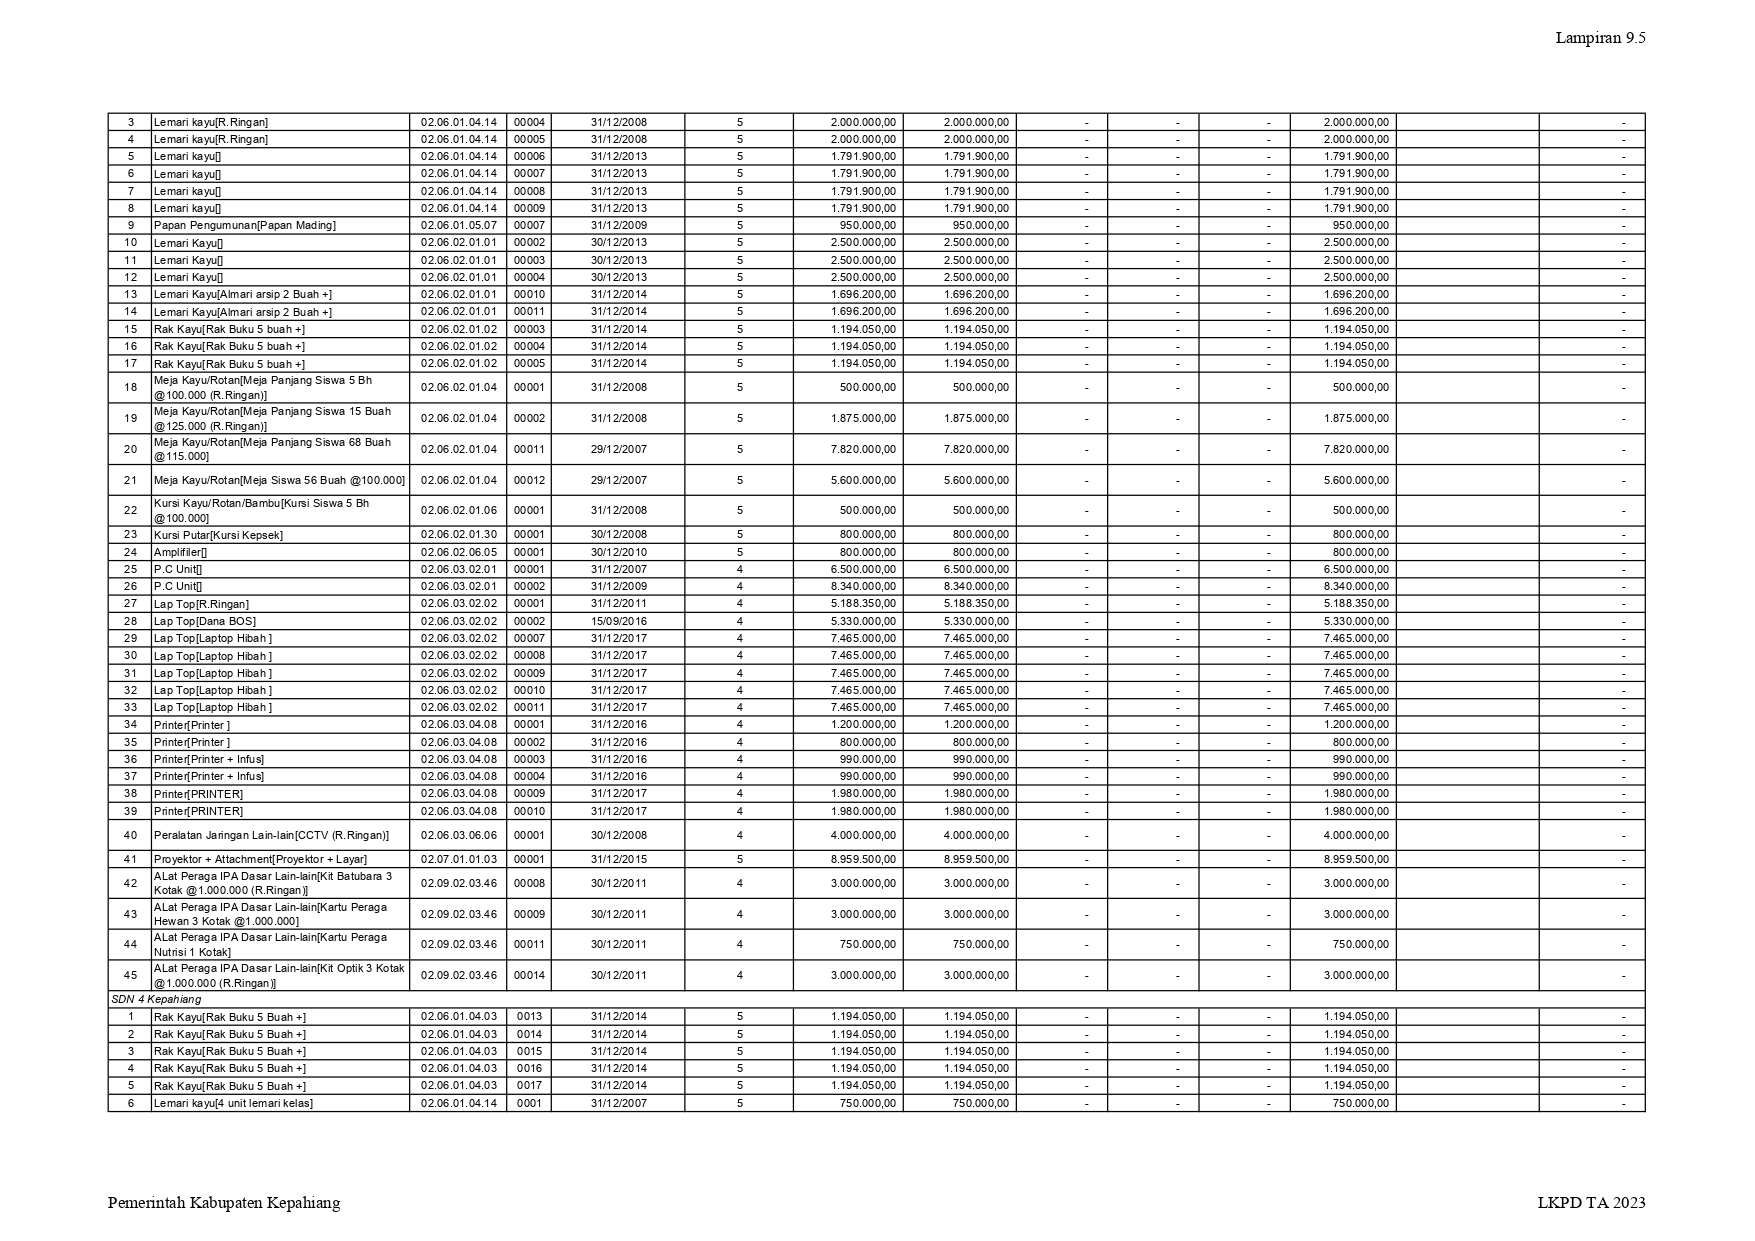 Lampiran 9.5
3 Lemari kayu[R.Ringan] 02.06.01.04.14 00004 31/12/2008 5 2.000.000,00 2.000.000,00 - - - 2.000.000,00 -
4 Lemari kayu[R.Ringan] 02.06.01.04.14 00005 31/12/2008 5 2.000.000,00 2.000.000,00 - - - 2.000.000,00 -
5 Lemari kayu[] 02.06.01.04.14 00006 31/12/2013 5 1.791.900,00 1.791.900,00 - - - 1.791.900,00 -
6 Lemari kayu[] 02.06.01.04.14 00007 31/12/2013 5 1.791.900,00 1.791.900,00 - - - 1.791.900,00 -
7 Lemari kayu[] 02.06.01.04.14 00008 31/12/2013 5 1.791.900,00 1.791.900,00 - - - 1.791.900,00 -
8 Lemari kayu[] 02.06.01.04.14 00009 31/12/2013 5 1.791.900,00 1.791.900,00 - - - 1.791.900,00 -
9 Papan Pengumunan[Papan Mading] 02.06.01.05.07 00007 31/12/2009 5 950.000,00 950.000,00 - - - 950.000,00 -
10 Lemari Kayu[] 02.06.02.01.01 00002 30/12/2013 5 2.500.000,00 2.500.000,00 - - - 2.500.000,00 -
11 Lemari Kayu[] 02.06.02.01.01 00003 30/12/2013 5 2.500.000,00 2.500.000,00 - - - 2.500.000,00 -
12 Lemari Kayu[] 02.06.02.01.01 00004 30/12/2013 5 2.500.000,00 2.500.000,00 - - - 2.500.000,00 -
13 Lemari Kayu[Almari arsip 2 Buah +] 02.06.02.01.01 00010 31/12/2014 5 1.696.200,00 1.696.200,00 - - - 1.696.200,00 -
14 Lemari Kayu[Almari arsip 2 Buah +] 02.06.02.01.01 00011 31/12/2014 5 1.696.200,00 1.696.200,00 - - - 1.696.200,00 -
15 Rak Kayu[Rak Buku 5 buah +] 02.06.02.01.02 00003 31/12/2014 5 1.194.050,00 1.194.050,00 - - - 1.194.050,00 -
16 Rak Kayu[Rak Buku 5 buah +] 02.06.02.01.02 00004 31/12/2014 5 1.194.050,00 1.194.050,00 - - - 1.194.050,00 -
17 Rak Kayu[Rak Buku 5 buah +] 02.06.02.01.02 00005 31/12/2014 5 1.194.050,00 1.194.050,00 - - - 1.194.050,00 -
18 Meja Kayu/Rotan[Meja Panjang Siswa 5 Bh
@100.000 (R.Ringan)] 02.06.02.01.04 00001 31/12/2008 5 500.000,00 500.000,00 - - - 500.000,00 -
19 Meja Kayu/Rotan[Meja Panjang Siswa 15 Buah
@125.000 (R.Ringan)] 02.06.02.01.04 00002 31/12/2008 5 1.875.000,00 1.875.000,00 - - - 1.875.000,00 -
20 Meja Kayu/Rotan[Meja Panjang Siswa 68 Buah
@115.000] 02.06.02.01.04 00011 29/12/2007 5 7.820.000,00 7.820.000,00 - - - 7.820.000,00 -
21 Meja Kayu/Rotan[Meja Siswa 56 Buah @100.000] 02.06.02.01.04 00012 29/12/2007 5 5.600.000,00 5.600.000,00 - - - 5.600.000,00 -
22 Kursi Kayu/Rotan/Bambu[Kursi Siswa 5 Bh
@100.000] 02.06.02.01.06 00001 31/12/2008 5 500.000,00 500.000,00 - - - 500.000,00 -
23 Kursi Putar[Kursi Kepsek] 02.06.02.01.30 00001 30/12/2008 5 800.000,00 800.000,00 - - - 800.000,00 -
24 Amplifiler[] 02.06.02.06.05 00001 30/12/2010 5 800.000,00 800.000,00 - - - 800.000,00 -
25 P.C Unit[] 02.06.03.02.01 00001 31/12/2007 4 6.500.000,00 6.500.000,00 - - - 6.500.000,00 -
26 P.C Unit[] 02.06.03.02.01 00002 31/12/2009 4 8.340.000,00 8.340.000,00 - - - 8.340.000,00 -
27 Lap Top[R.Ringan] 02.06.03.02.02 00001 31/12/2011 4 5.188.350,00 5.188.350,00 - - - 5.188.350,00 -
28 Lap Top[Dana BOS] 02.06.03.02.02 00002 15/09/2016 4 5.330.000,00 5.330.000,00 - - - 5.330.000,00 -
29 Lap Top[Laptop Hibah ] 02.06.03.02.02 00007 31/12/2017 4 7.465.000,00 7.465.000,00 - - - 7.465.000,00 -
30 Lap Top[Laptop Hibah ] 02.06.03.02.02 00008 31/12/2017 4 7.465.000,00 7.465.000,00 - - - 7.465.000,00 -
31 Lap Top[Laptop Hibah ] 02.06.03.02.02 00009 31/12/2017 4 7.465.000,00 7.465.000,00 - - - 7.465.000,00 -
32 Lap Top[Laptop Hibah ] 02.06.03.02.02 00010 31/12/2017 4 7.465.000,00 7.465.000,00 - - - 7.465.000,00 -
33 Lap Top[Laptop Hibah ] 02.06.03.02.02 00011 31/12/2017 4 7.465.000,00 7.465.000,00 - - - 7.465.000,00 -
34 Printer[Printer ] 02.06.03.04.08 00001 31/12/2016 4 1.200.000,00 1.200.000,00 - - - 1.200.000,00 -
35 Printer[Printer ] 02.06.03.04.08 00002 31/12/2016 4 800.000,00 800.000,00 - - - 800.000,00 -
36 Printer[Printer + Infus] 02.06.03.04.08 00003 31/12/2016 4 990.000,00 990.000,00 - - - 990.000,00 -
37 Printer[Printer + Infus] 02.06.03.04.08 00004 31/12/2016 4 990.000,00 990.000,00 - - - 990.000,00 -
38 Printer[PRINTER] 02.06.03.04.08 00009 31/12/2017 4 1.980.000,00 1.980.000,00 - - - 1.980.000,00 -
39 Printer[PRINTER] 02.06.03.04.08 00010 31/12/2017 4 1.980.000,00 1.980.000,00 - - - 1.980.000,00 -
40 Peralatan Jaringan Lain-lain[CCTV (R.Ringan)] 02.06.03.06.06 00001 30/12/2008 4 4.000.000,00 4.000.000,00 - - - 4.000.000,00 -
41 Proyektor + Attachment[Proyektor + Layar] 02.07.01.01.03 00001 31/12/2015 5 8.959.500,00 8.959.500,00 - - - 8.959.500,00 -
42 ALat Peraga IPA Dasar Lain-lain[Kit Batubara 3
Kotak @1.000.000 (R.Ringan)] 02.09.02.03.46 00008 30/12/2011 4 3.000.000,00 3.000.000,00 - - - 3.000.000,00 -
43 ALat Peraga IPA Dasar Lain-lain[Kartu Peraga
Hewan 3 Kotak @1.000.000] 02.09.02.03.46 00009 30/12/2011 4 3.000.000,00 3.000.000,00 - - - 3.000.000,00 -
44 ALat Peraga IPA Dasar Lain-lain[Kartu Peraga
Nutrisi 1 Kotak] 02.09.02.03.46 00011 30/12/2011 4 750.000,00 750.000,00 - - - 750.000,00 -
45 ALat Peraga IPA Dasar Lain-lain[Kit Optik 3 Kotak
@1.000.000 (R.Ringan)] 02.09.02.03.46 00014 30/12/2011 4 3.000.000,00 3.000.000,00 - - - 3.000.000,00 -
SDN 4 Kepahiang
1 Rak Kayu[Rak Buku 5 Buah +] 02.06.01.04.03 0013 31/12/2014 5 1.194.050,00 1.194.050,00 - - - 1.194.050,00 -
2 Rak Kayu[Rak Buku 5 Buah +] 02.06.01.04.03 0014 31/12/2014 5 1.194.050,00 1.194.050,00 - - - 1.194.050,00 -
3 Rak Kayu[Rak Buku 5 Buah +] 02.06.01.04.03 0015 31/12/2014 5 1.194.050,00 1.194.050,00 - - - 1.194.050,00 -
4 Rak Kayu[Rak Buku 5 Buah +] 02.06.01.04.03 0016 31/12/2014 5 1.194.050,00 1.194.050,00 - - - 1.194.050,00 -
5 Rak Kayu[Rak Buku 5 Buah +] 02.06.01.04.03 0017 31/12/2014 5 1.194.050,00 1.194.050,00 - - - 1.194.050,00 -
6 Lemari kayu[4 unit lemari kelas] 02.06.01.04.14 0001 31/12/2007 5 750.000,00 750.000,00 - - - 750.000,00 -
Pemerintah Kabupaten Kepahiang LKPD TA 2023